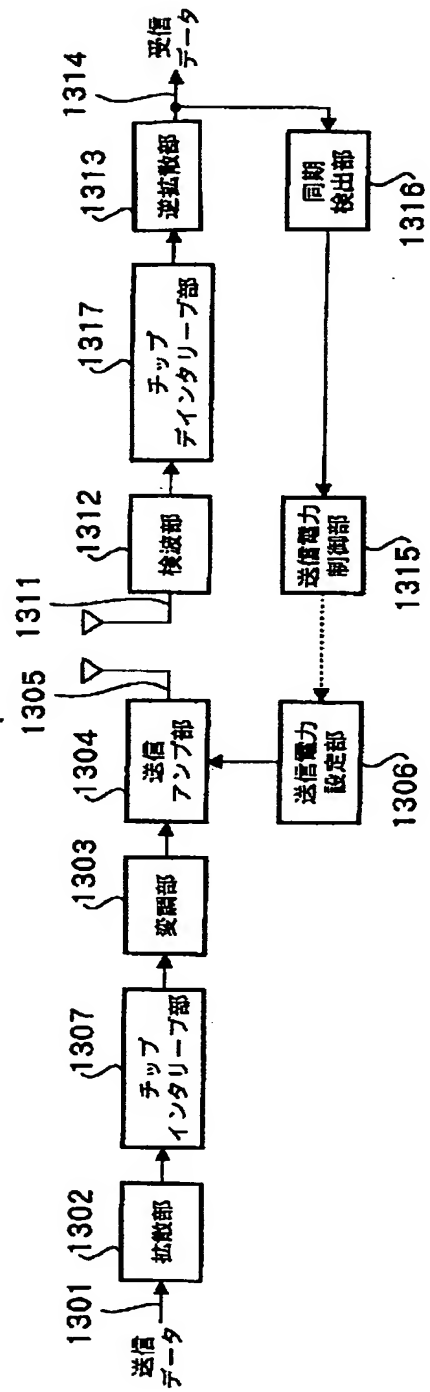 送信
データ
1301
1302
拡散部
1307
チップ
インタリーブ部
1303
変調部
1304
送信
アンプ部
1305
1306
送信電力
設定部
1311
1312
検波部
1317
チップ
デインタリーブ部
1313
逆拡散部
1314
受信
データ
1315
送信電力
制御部
1316
同期
検出部